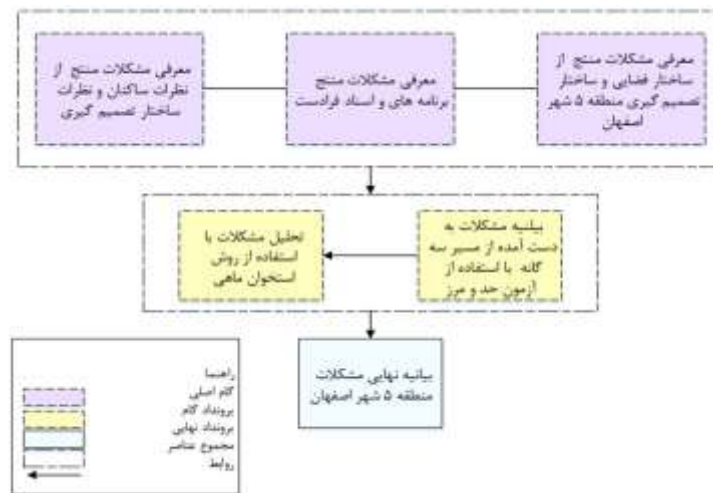 معرفی مشکلات منتج از
ساختار فضایی و ساختار
تصمیم گیری منطقه ۵ شهر
اصفهان
معرفی مشکلات منتج
برنامه های و اسناد فرادست
معرفی مشکلات منتج از
نظرات ساکنان و نظرات
ساختار تصمیم گیری
بیانیه مشکلات به
دست آمده از مسیر سه
گانه با استفاده از
آزمون حد و مرز
تحلیل مشکلات با
استفاده از روش
استخوان ماهی
بیانیه نهایی مشکلات
منطقه ۵ شهر اصفهان
راهنما
گام اصلی
برونداد گام
برونداد نهایی
مجموع عناصر
روابط